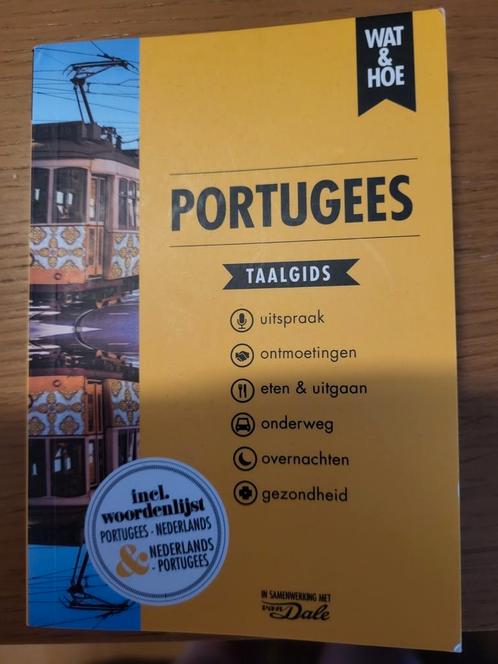 WAT
&
HOE
PORTUGEES
TAALGIDS
uitspraak
ontmoetingen
eten & uitgaan
onderweg
overnachten
gezondheid
incl.
woordenlijst
PORTUGEES - NEDERLANDS
& NEDERLANDS
- PORTUGEES
IN SAMENWERKING MET
van Dale